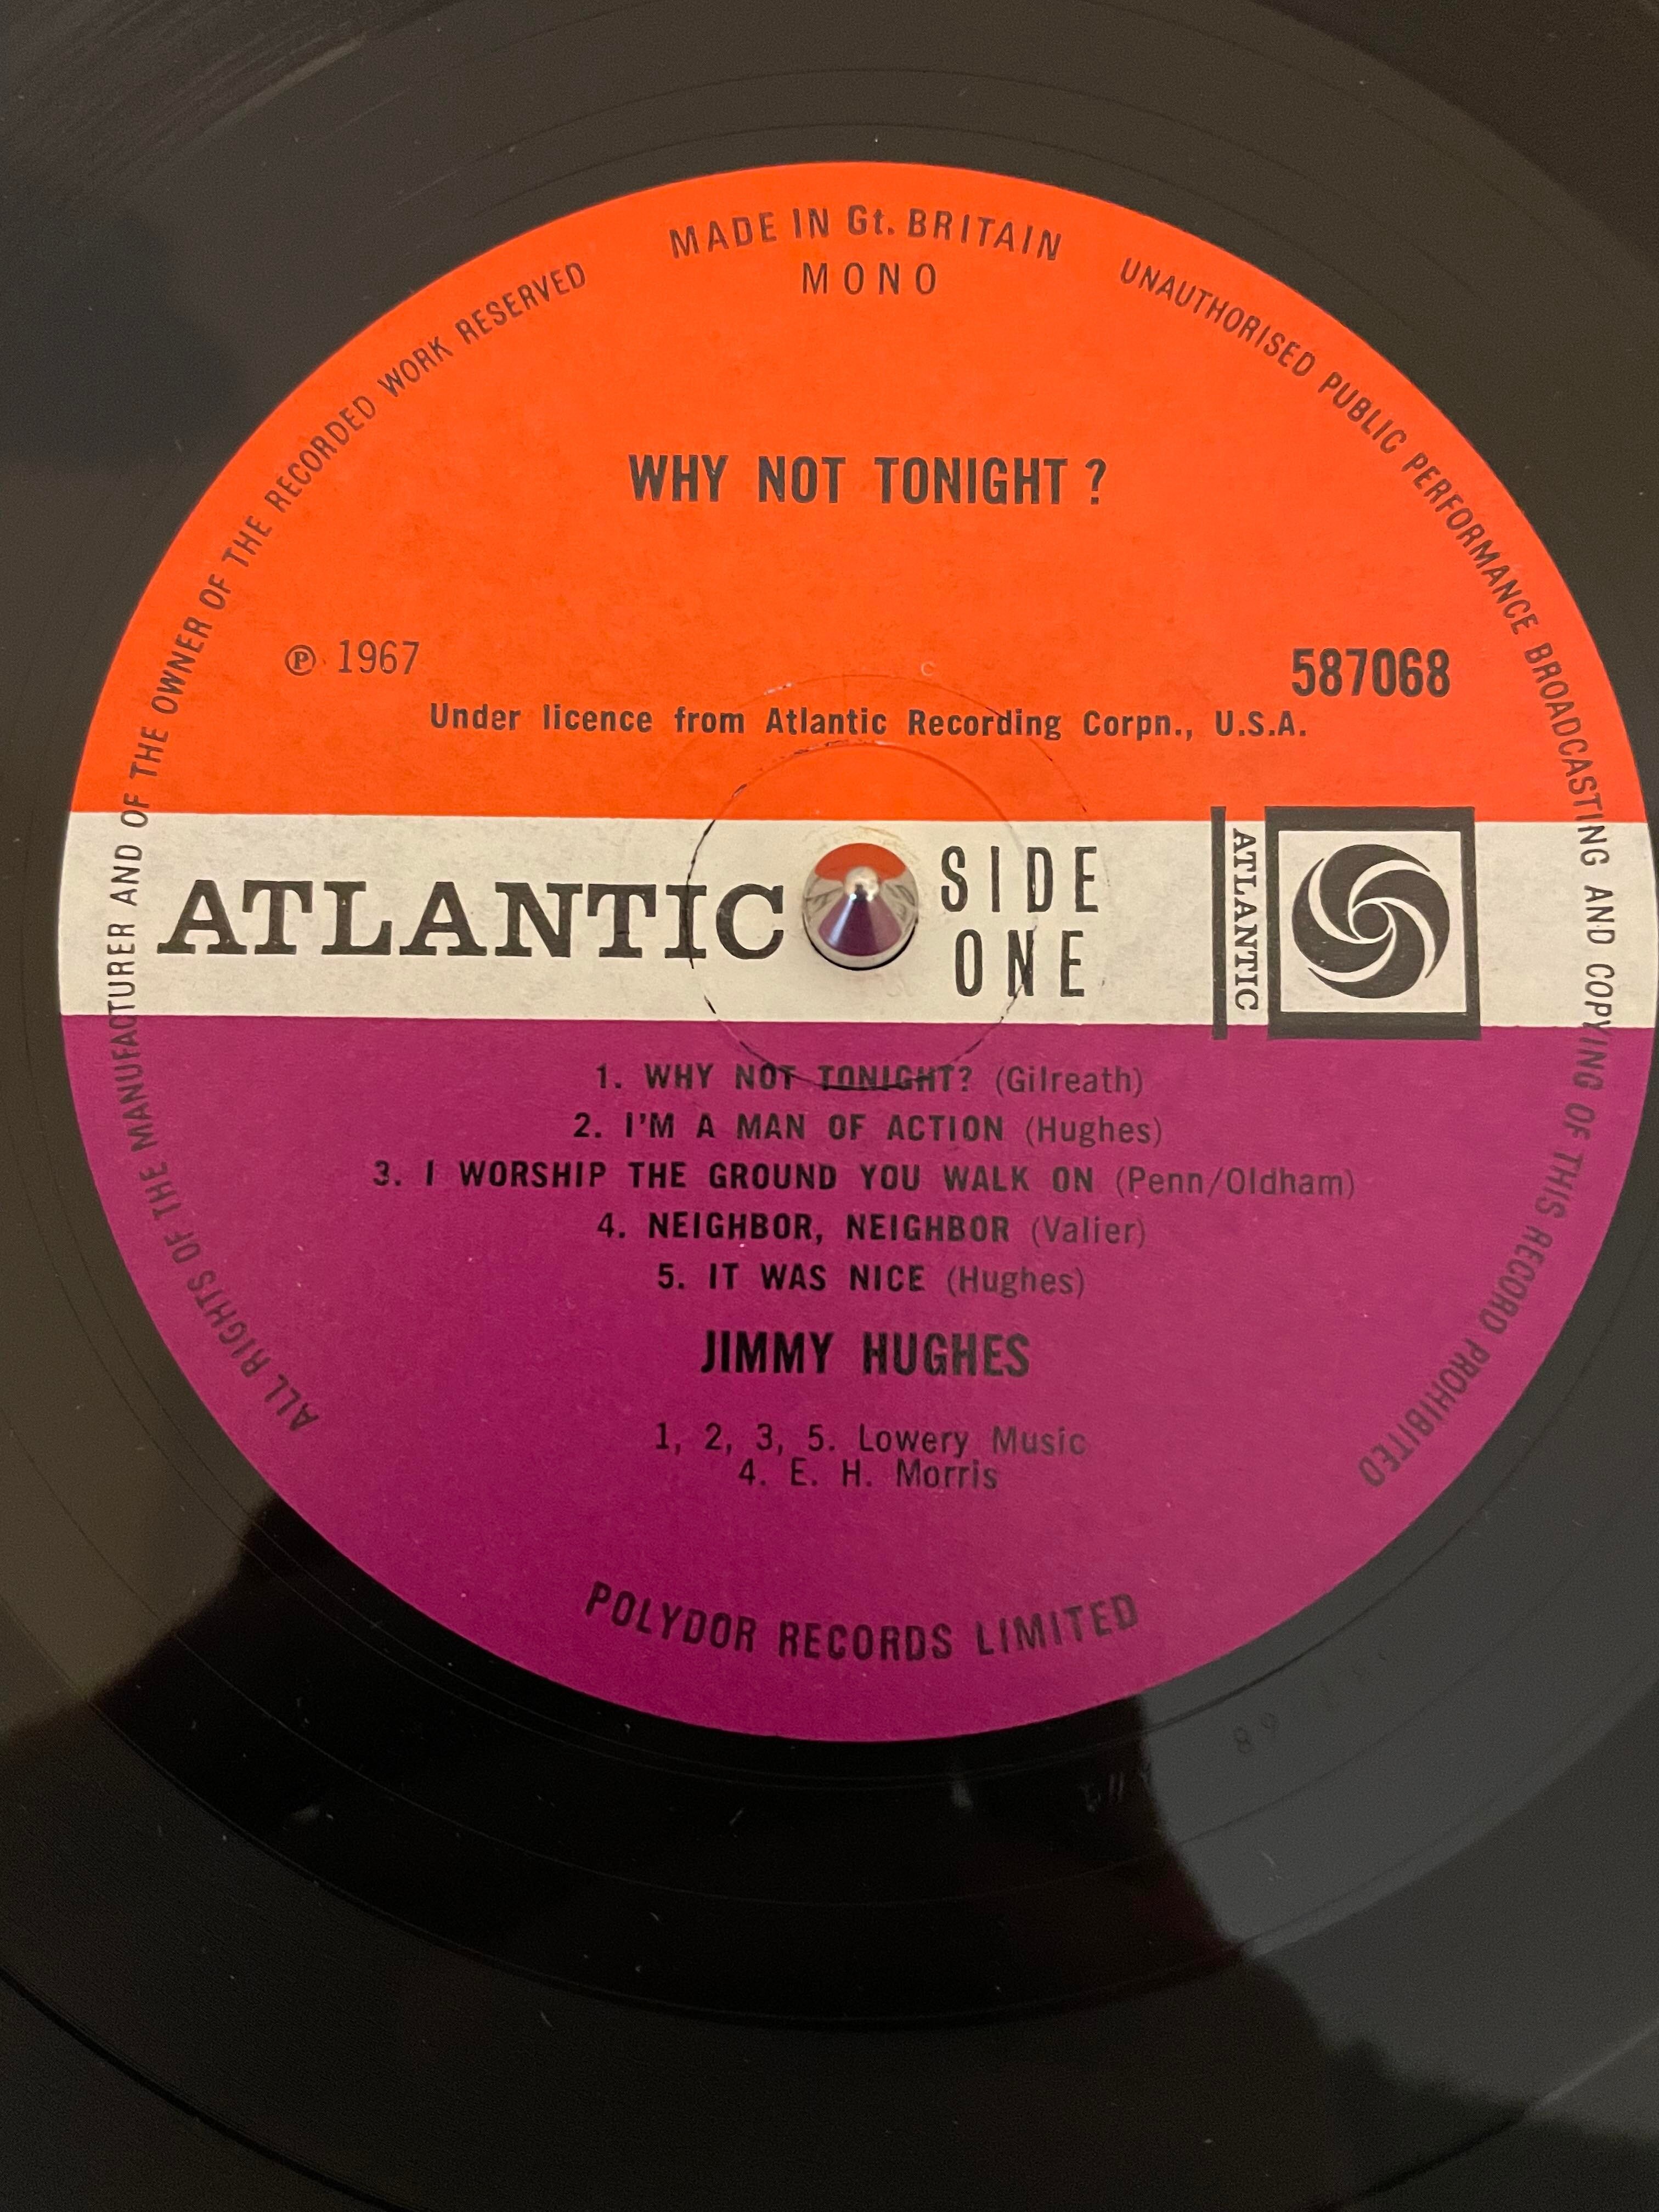 MADE IN Gt. BRITAIN
MONO
ALL RIGHTS OF THE MANUFACTURER AND OF THE OWNER OF THE RECORDED WORK RESERVED
UNAUTHORISED PUBLIC PERFORMANCE BROADCASTING AND COPYING OF THIS RECORD PROHIBITED
WHY NOT TONIGHT ?
℗ 1967
587068
Under licence from Atlantic Recording Corpn., U.S.A.
ATLANTIC
SIDE
ONE
ATLANTIC
1. WHY NOT TONIGHT? (Gilreath)
2. I'M A MAN OF ACTION (Hughes)
3. I WORSHIP THE GROUND YOU WALK ON (Penn/Oldham)
4. NEIGHBOR, NEIGHBOR (Valier)
5. IT WAS NICE (Hughes)
JIMMY HUGHES
1, 2, 3, 5. Lowery Music
4. E. H. Morris
POLYDOR RECORDS LIMITED